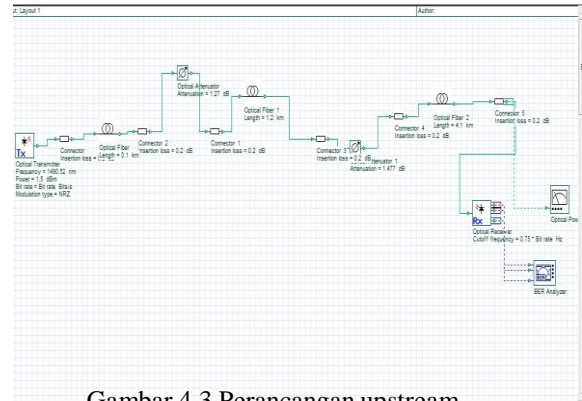 t: Layout 1
Author:
Optical Attenuator
Attenuation = 1.27 dB
Optical Fiber 1
Length = 1.2 km
Optical Fiber 2
Length = 4.1 km
Connector 5
Insertion loss = 0.2 dB
Connector 4
Insertion loss = 0.2 dB
Connector
Insertion loss =
Optical Fiber
Length = 0.1 km
Connector 2
Insertion loss = 0.2 dB
Connector 1
Insertion loss = 0.2 dB
Connector 3
Insertion loss = 0.2 dB
Attenuator 1
Attenuation = 1.477 dB
Tx
Optical Transmitter
Frequency = 1490.52 nm
Power = 1.5 dBm
Bit rate = Bit rate Bits/s
Modulation type = NRZ
Rx
Optical Receiver
Cutoff frequency = 0.75 * Bit rate Hz
Optical Pow
BER Analyzer
Gambar 4.3 Perancangan upstream